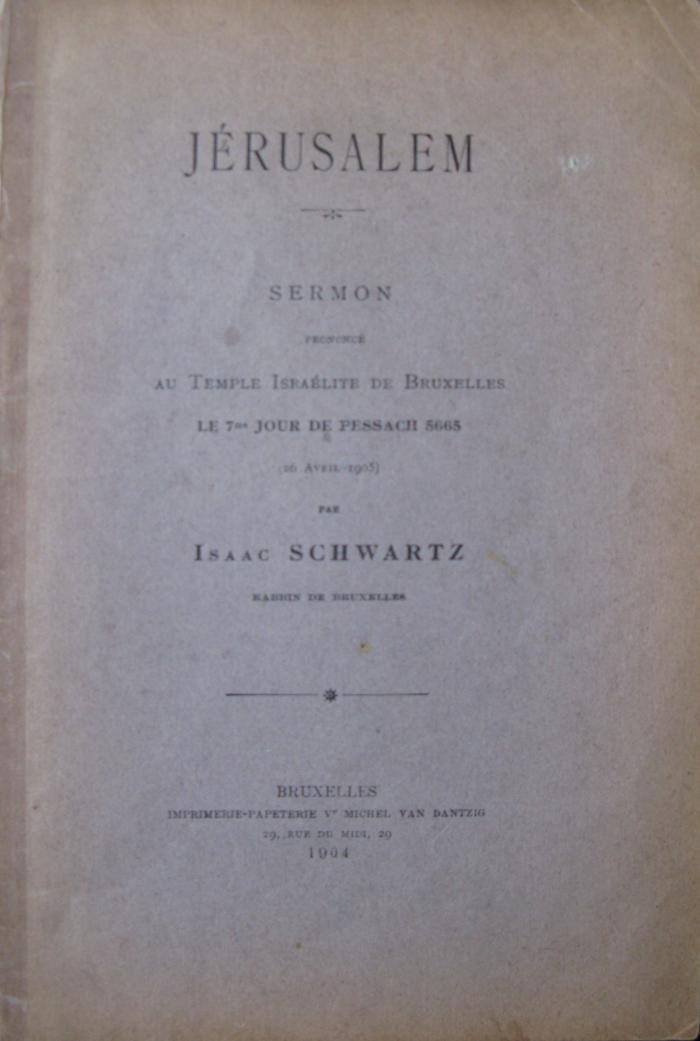 JÉRUSALEM
SERMON
PRONONCÉ
AU TEMPLE ISRAÉLITE DE BRUXELLES
LE 7me JOUR DE PESSACH 5665
(26 AVRIL 1905)
PAR
ISAAC SCHWARTZ
RABBIN DE BRUXELLES
BRUXELLES
IMPRIMERIE-PAPETERIE Ve MICHEL VAN DANTZIG
29, RUE DU MIDI, 29
1904